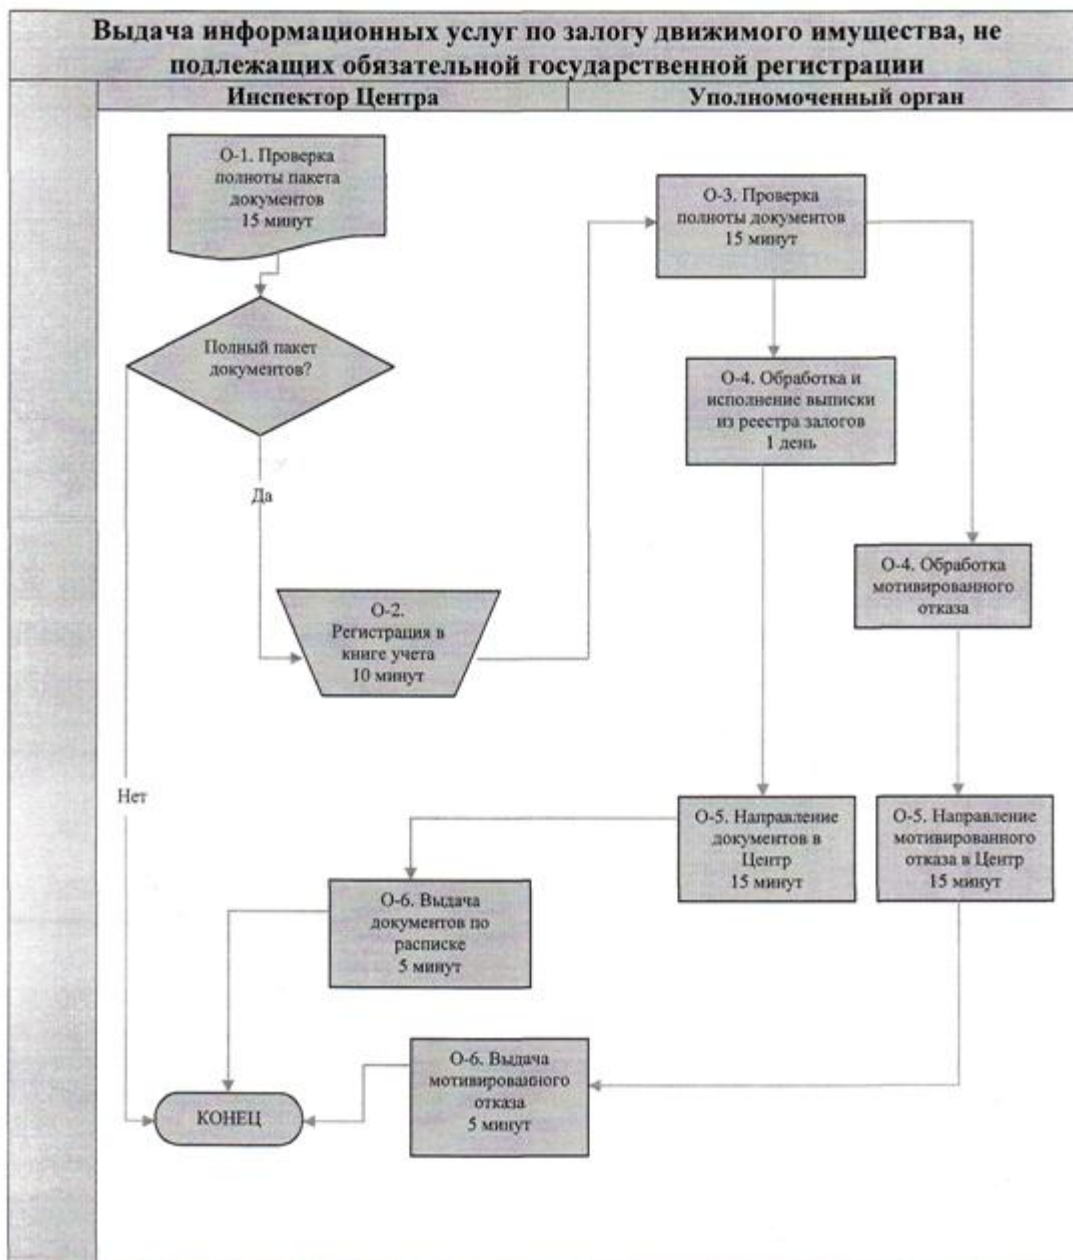 Выдача информационных услуг по залогу движимого имущества, не
подлежащих обязательной государственной регистрации
Инспектор Центра
Уполномоченный орган
О-1. Проверка
полноты пакета
документов
15 минут
О-3. Проверка
полноты документов
15 минут
Полный пакет
документов?
О-4. Обработка и
исполнение выписки
из реестра залогов
1 день
Да
О-4. Обработка
мотивированного
отказа
О-2.
Регистрация в
книге учета
10 минут
Нет
О-5. Направление
документов в
Центр
15 минут
О-5. Направление
мотивированного
отказа в Центр
15 минут
О-6. Выдача
документов по
расписке
5 минут
О-6. Выдача
мотивированного
отказа
5 минут
КОНЕЦ